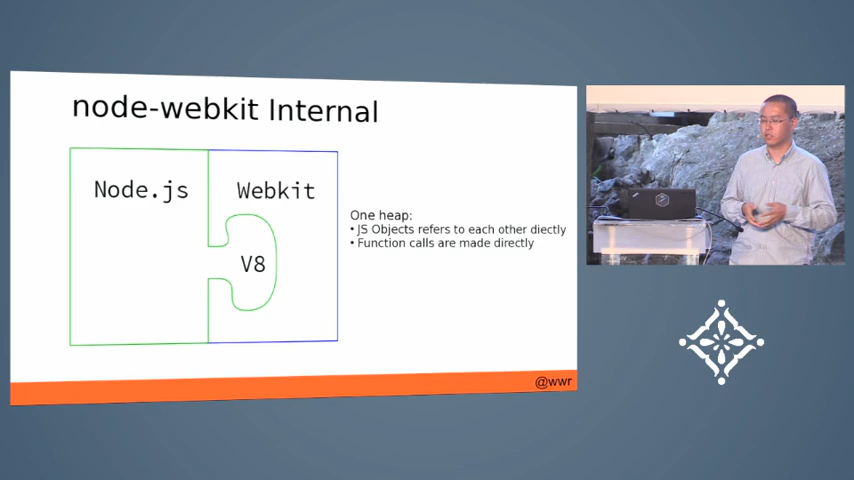 node-webkit Internal
Node.js
Webkit
V8
One heap:
• JS Objects refers to each other diectly
• Function calls are made directly
@wwr